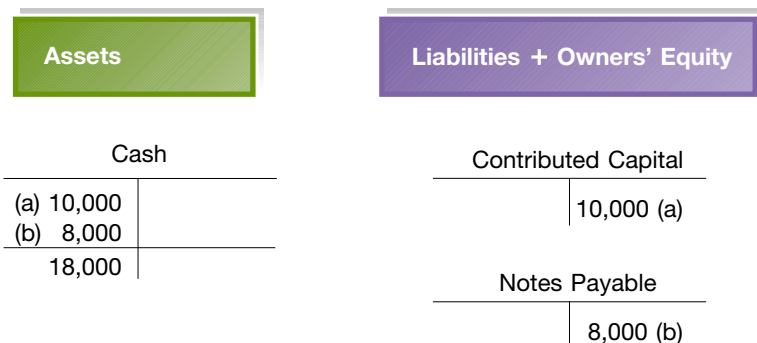 Assets
Liabilities + Owners’ Equity
Cash
(a) 10,000
(b) 8,000
18,000
Contributed Capital
10,000 (a)
Notes Payable
8,000 (b)